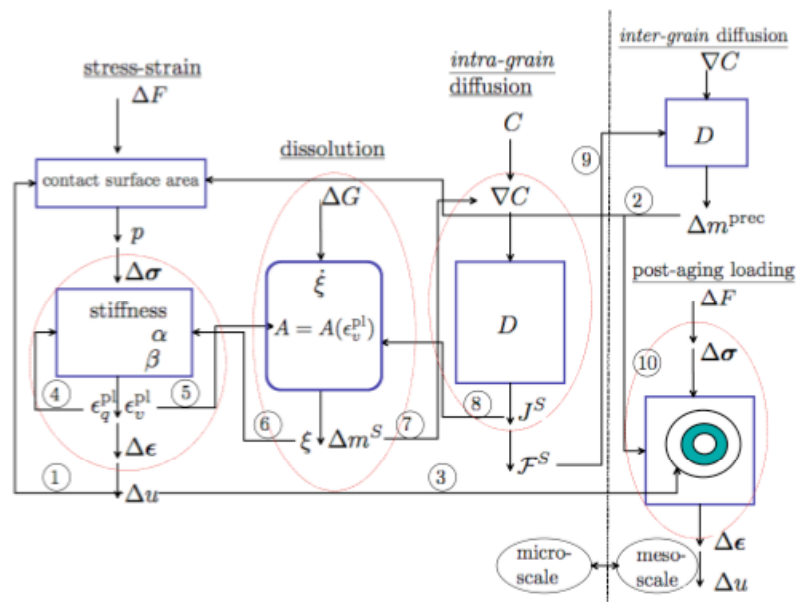 stress-strain
ΔF
contact surface area
p
Δσ
stiffness
α
β
④
ϵ_q^pl ϵ_v^pl
⑤
Δϵ
①
Δu
dissolution
ΔG
ξ̇
A = A(ϵ_v^pl)
⑥
ξ
Δm^S
⑦
③
intra-grain
diffusion
C
∇C
D
⑧
J^S
ℱ^S
⑨
inter-grain diffusion
∇C
D
②
Δm^prec
post-aging loading
ΔF
Δσ
⑩
Δϵ
Δu
micro-
scale
meso-
scale